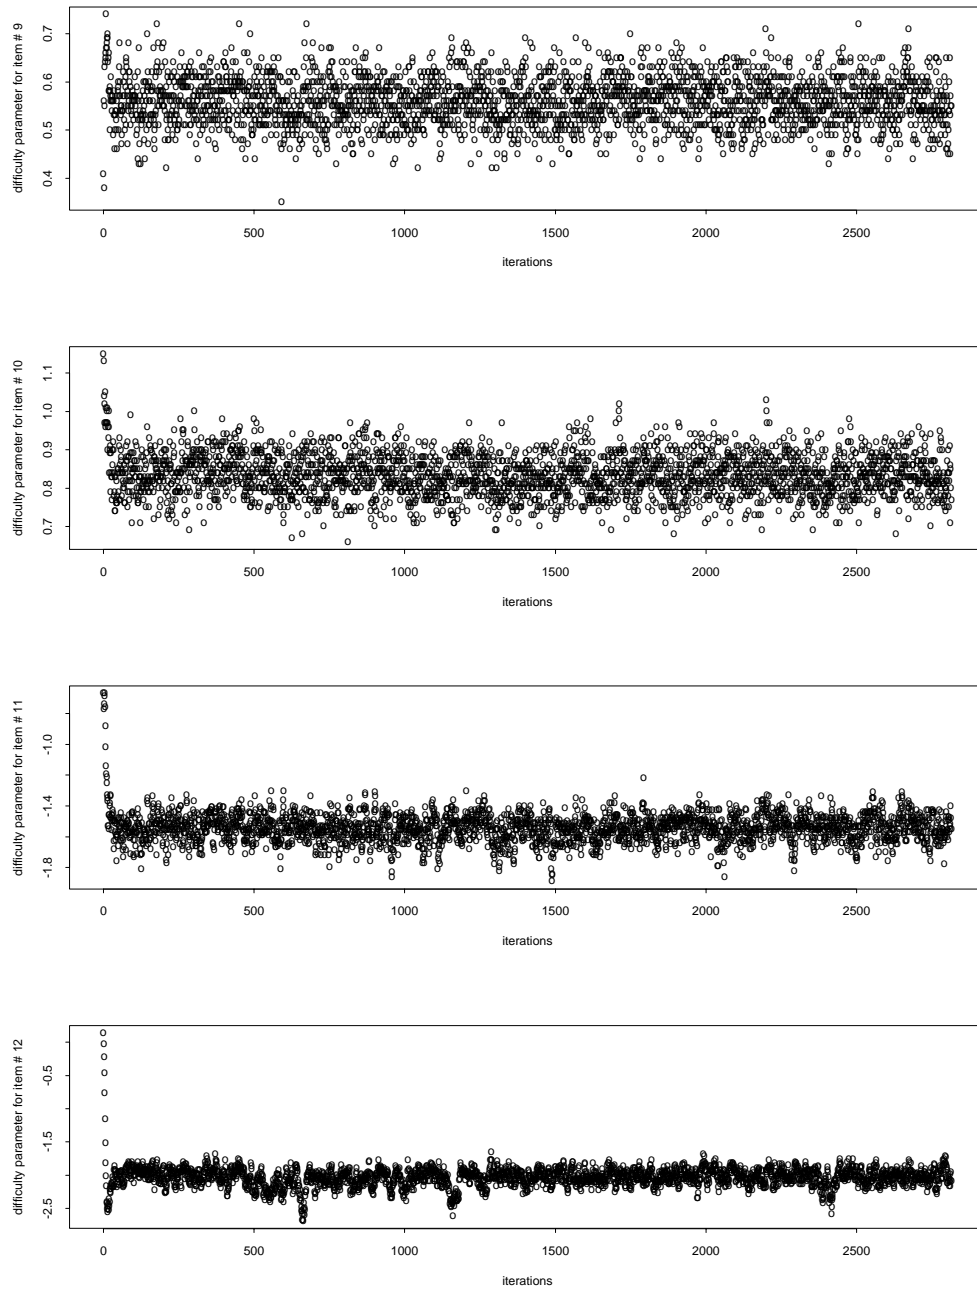 difficulty parameter for item # 9
0.7
0.6
0.5
0.4
0 500 1000 1500 2000 2500
iterations
difficulty parameter for item # 10
1.1
1.0
0.9
0.8
0.7
0 500 1000 1500 2000 2500
iterations
difficulty parameter for item # 11
-1.0
-1.4
-1.8
0 500 1000 1500 2000 2500
iterations
difficulty parameter for item # 12
-0.5
-1.5
-2.5
0 500 1000 1500 2000 2500
iterations